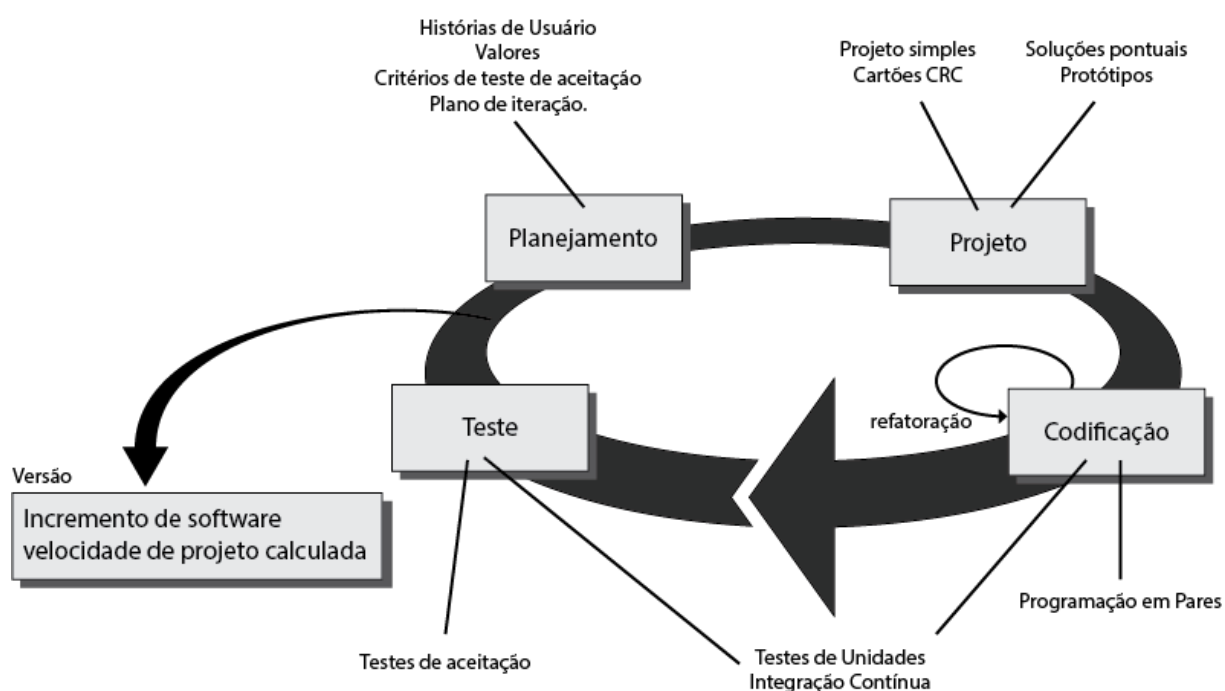 Histórias de Usuário
Valores
Critérios de teste de aceitação
Plano de iteração.
Projeto simples
Cartões CRC
Soluções pontuais
Protótipos
Planejamento
Projeto
refatoração
Codificação
Teste
Versão
Incremento de software
velocidade de projeto calculada
Programação em Pares
Testes de aceitação
Testes de Unidades
Integração Contínua